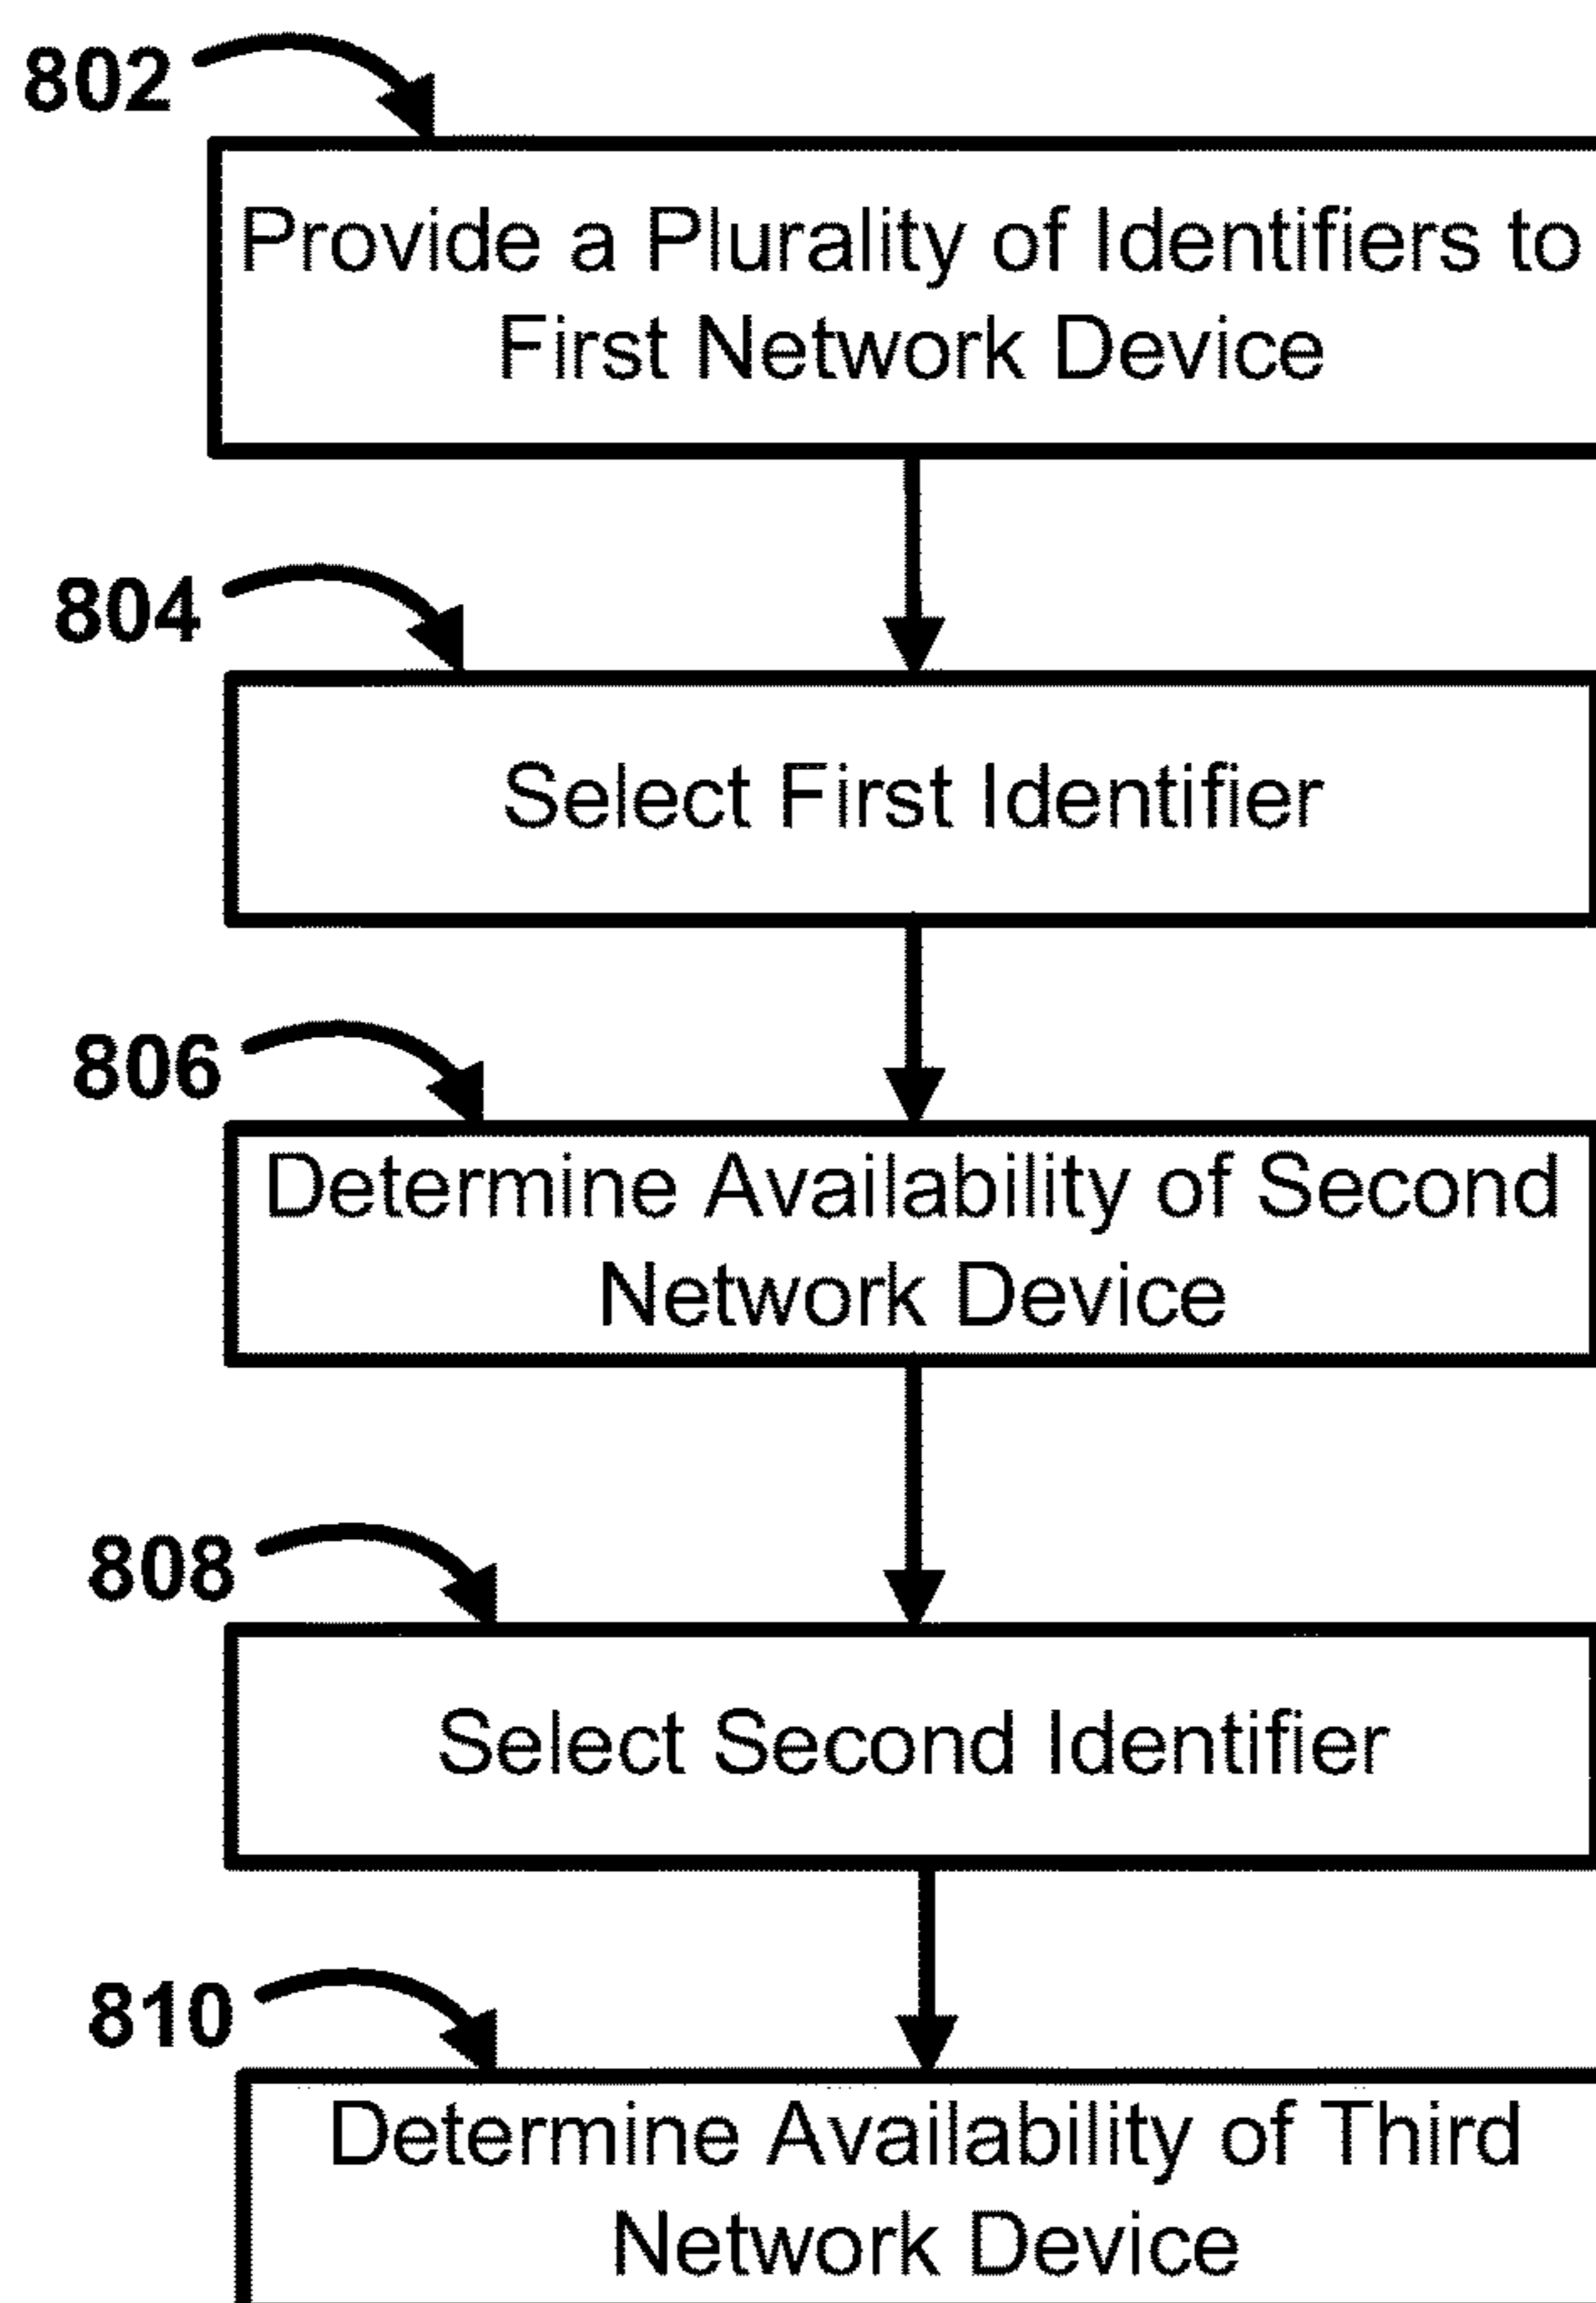 802
Provide a Plurality of Identifiers to
First Network Device
804
Select First Identifier
806
Determine Availability of Second
Network Device
808
Select Second Identifier
810
Determine Availability of Third
Network Device